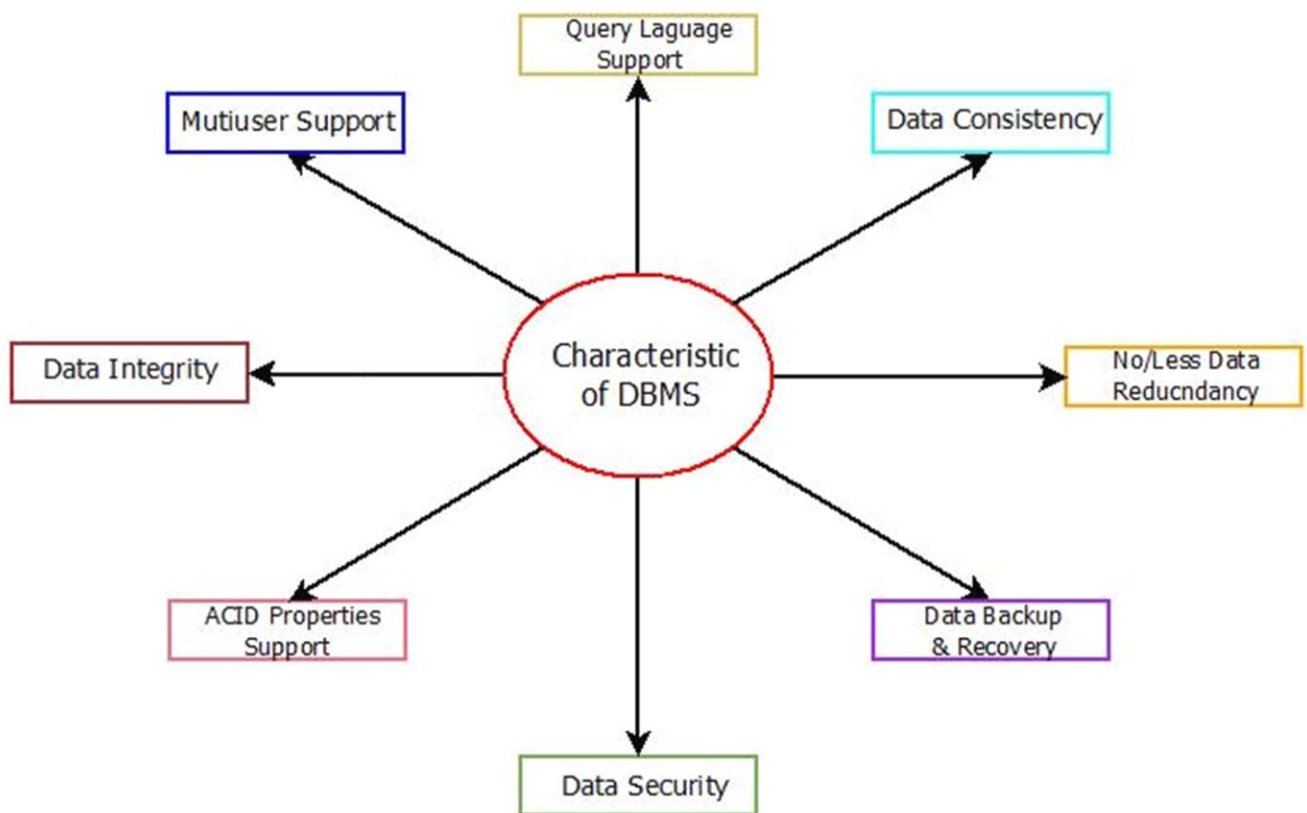 Query Laguage
Support
Mutiuser Support
Data Consistency
Data Integrity
Characteristic
of DBMS
No/Less Data
Reducndancy
ACID Properties
Support
Data Backup
& Recovery
Data Security